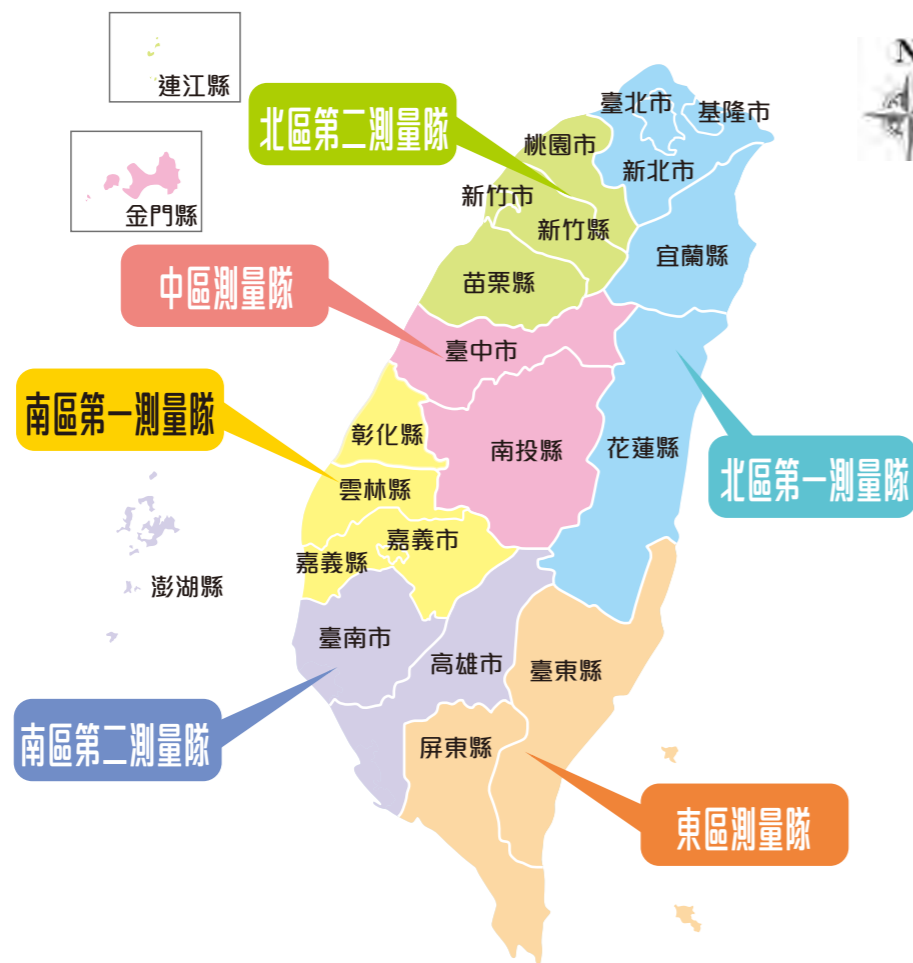 N
連江縣
臺北市
基隆市
北區第二測量隊
桃園市
新北市
新竹市
金門縣
新竹縣
宜蘭縣
中區測量隊
苗栗縣
臺中市
南區第一測量隊
彰化縣
南投縣
花蓮縣
北區第一測量隊
雲林縣
嘉義市
嘉義縣
澎湖縣
臺南市
高雄市
臺東縣
南區第二測量隊
屏東縣
東區測量隊